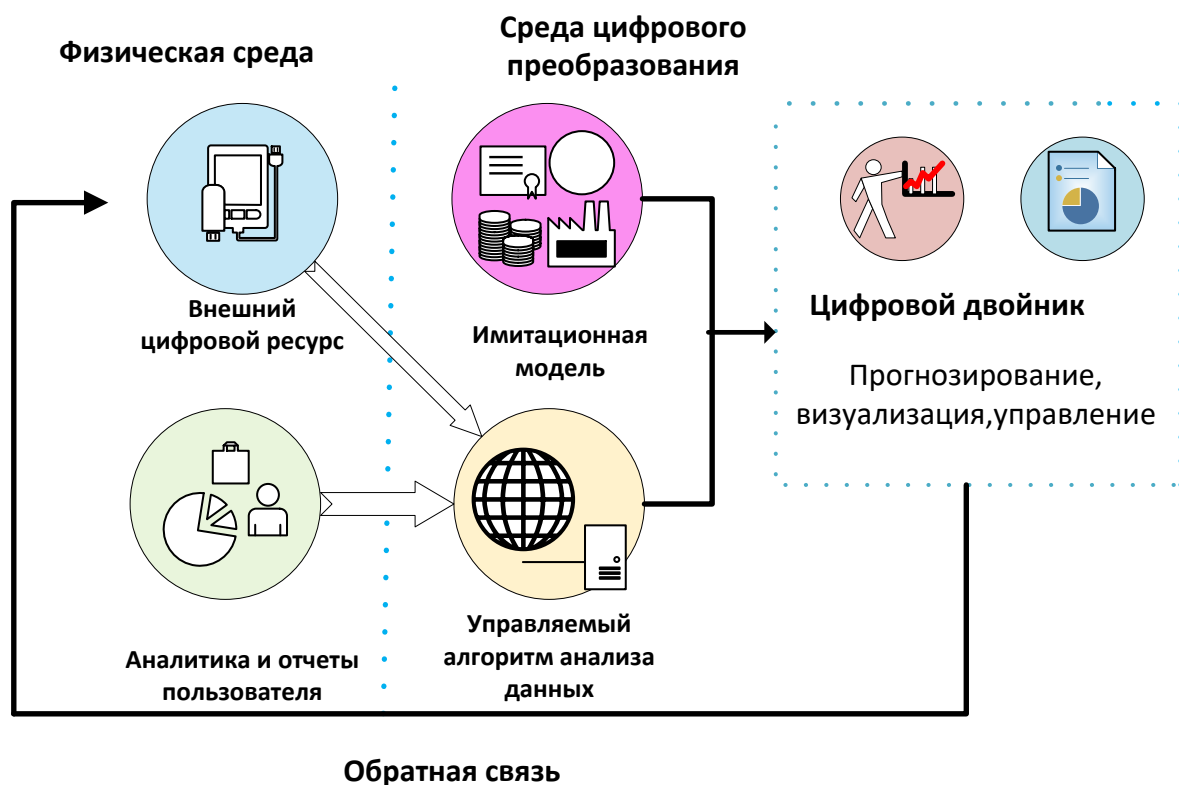 Физическая среда
Среда цифрового
преобразования
Внешний
цифровой ресурс
Имитационная
модель
Цифровой двойник
Прогнозирование,
визуализация,управление
Аналитика и отчеты
пользователя
Управляемый
алгоритм анализа
данных
Обратная связь